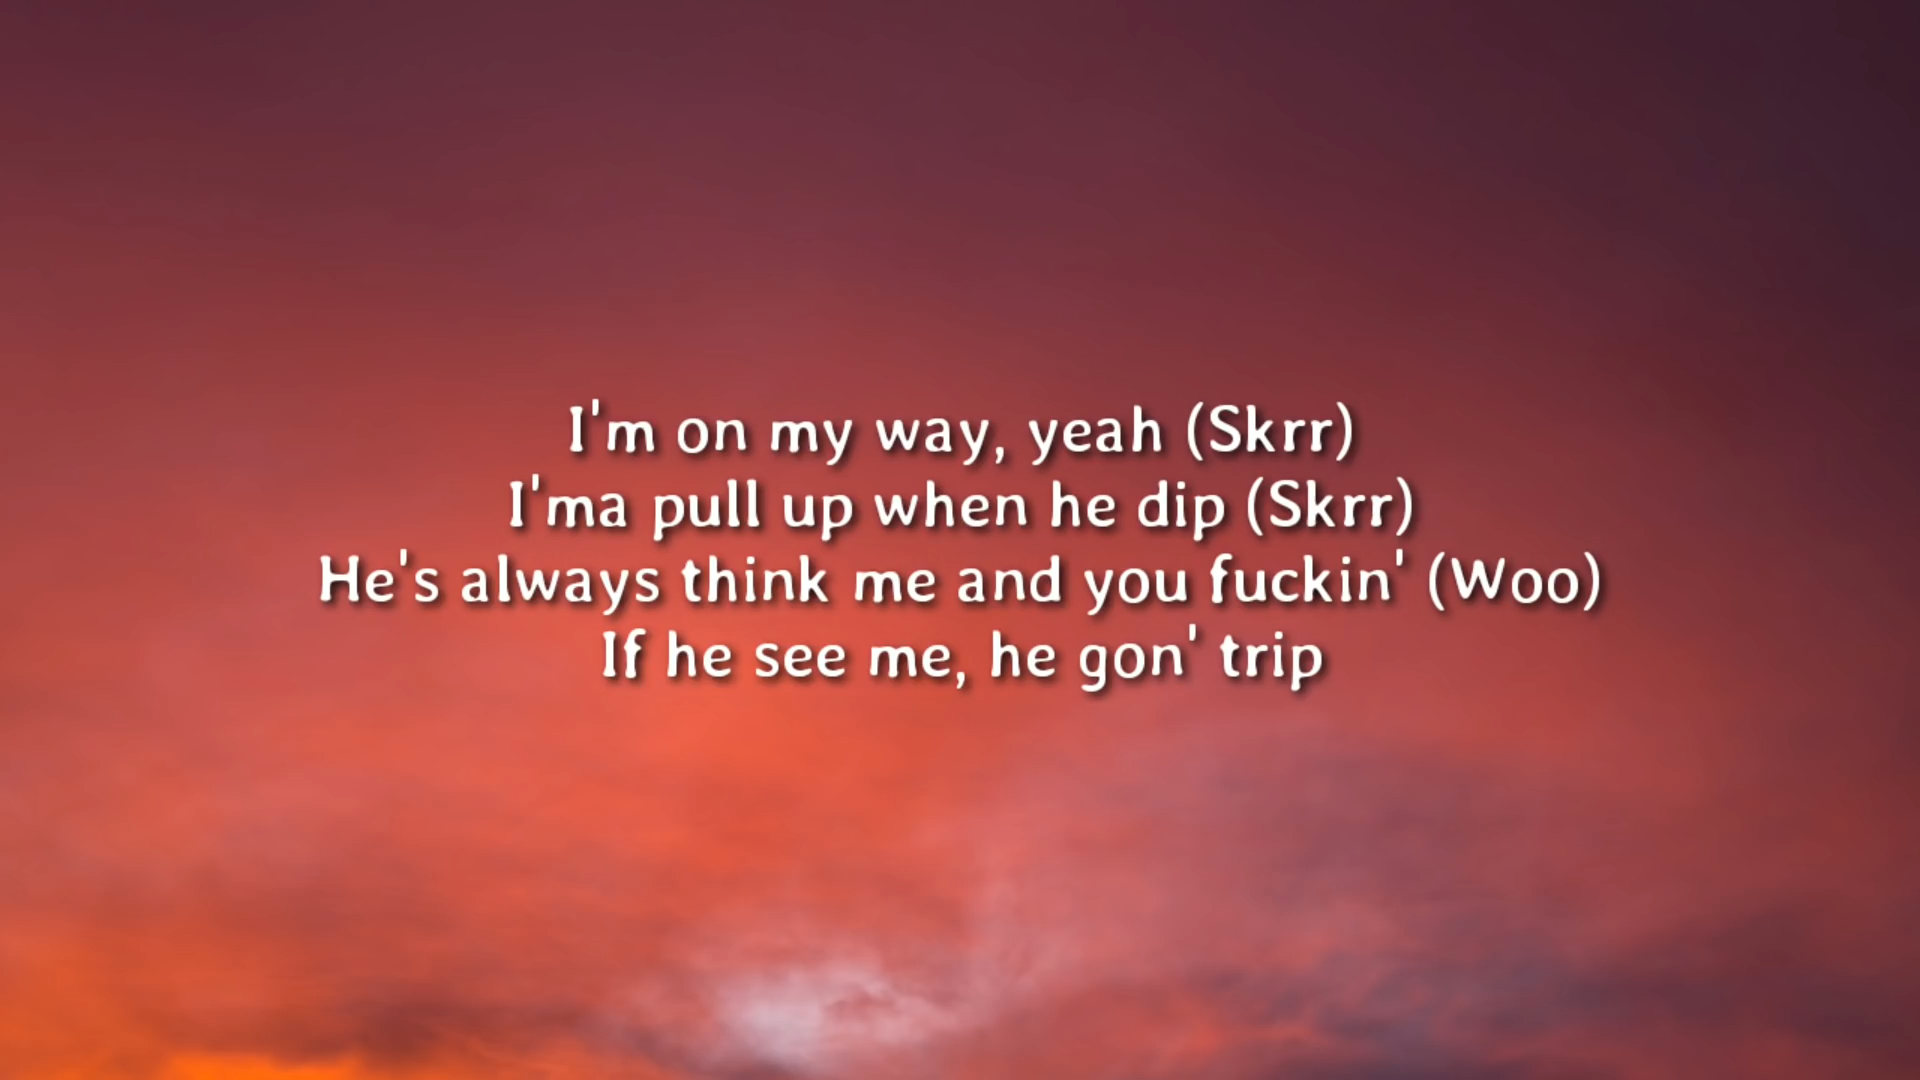 I'm on my way, yeah (Skrr)
I'ma pull up when he dip (Skrr)
He's always think me and you fuckin' (Woo)
If he see me, he gon' trip